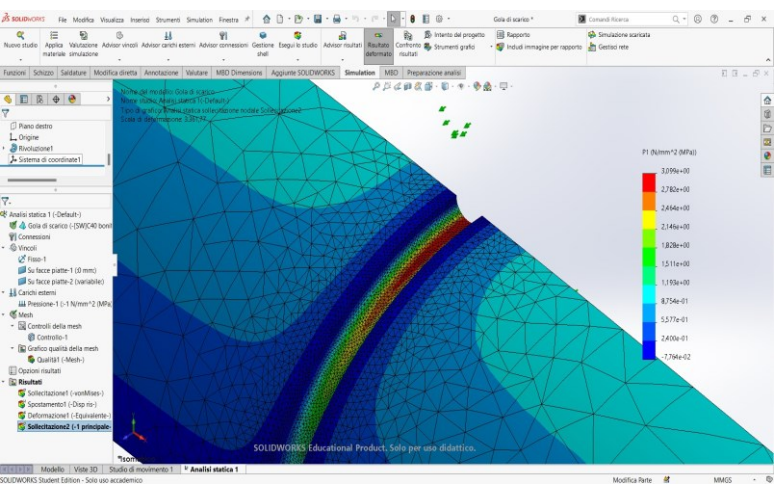 SOLIDWORKS File Modifica Visualizza Inserisci Strumenti Simulation Finestra Gola di scarico * Comandi Ricerca
Nuovo studio
Applica materiale
Valutazione simulazione
Advisor vincoli
Advisor carichi esterni
Advisor connessioni
Gestione shell
Esegui lo studio
Advisor risultati
Risultato deformato
Confronto risultati
Intento del progetto
Strumenti grafico
Rapporto
Includi immagine per rapporto
Simulazione scaricata
Gestisci rete
Funzioni Schizzo Saldature Modifica diretta Annotazione Valutare MBD Dimensions Aggiunte SOLIDWORKS Simulation MBD Preparazione analisi
Nome del modello: Gola di scarico
Nome studio: Analisi statica 1(-Default-)
Tipo di grafico: Analisi statica sollecitazione nodale Sollecitazione2
Piano destro
Origine
Rivoluzione1
Sistema di coordinate1
Analisi statica 1 (-Default-)
Gola di scarico (-[SW]C40 bonif
Connessioni
Vincoli
Fisso-1
Su facce piatte-1 (:0 mm:)
Su facce piatte-2 (variabile)
Carichi esterni
Pressione-1 (:-1 N/mm^2 (MPa
Mesh
Controlli della mesh
Controllo-1
Grafico qualità della mesh
Qualità1 (-Mesh-)
Opzioni risultati
Risultati
Sollecitazione1 (-vonMises-)
Spostamento1 (-Disp ris-)
Deformazione1 (-Equivalente-)
Sollecitazione2 (-1 principale-
P1 (N/mm^2 (MPa))
3,099e+00
2,782e+00
2,464e+00
2,146e+00
1,828e+00
1,511e+00
1,193e+00
8,754e-01
5,577e-01
2,400e-01
-7,764e-02
SOLIDWORKS Educational Product. Solo per uso didattico.
Modello Viste 3D Studio di movimento 1 Analisi statica 1
SOLIDWORKS Student Edition - Solo uso accademico Modifica Parte MMGS